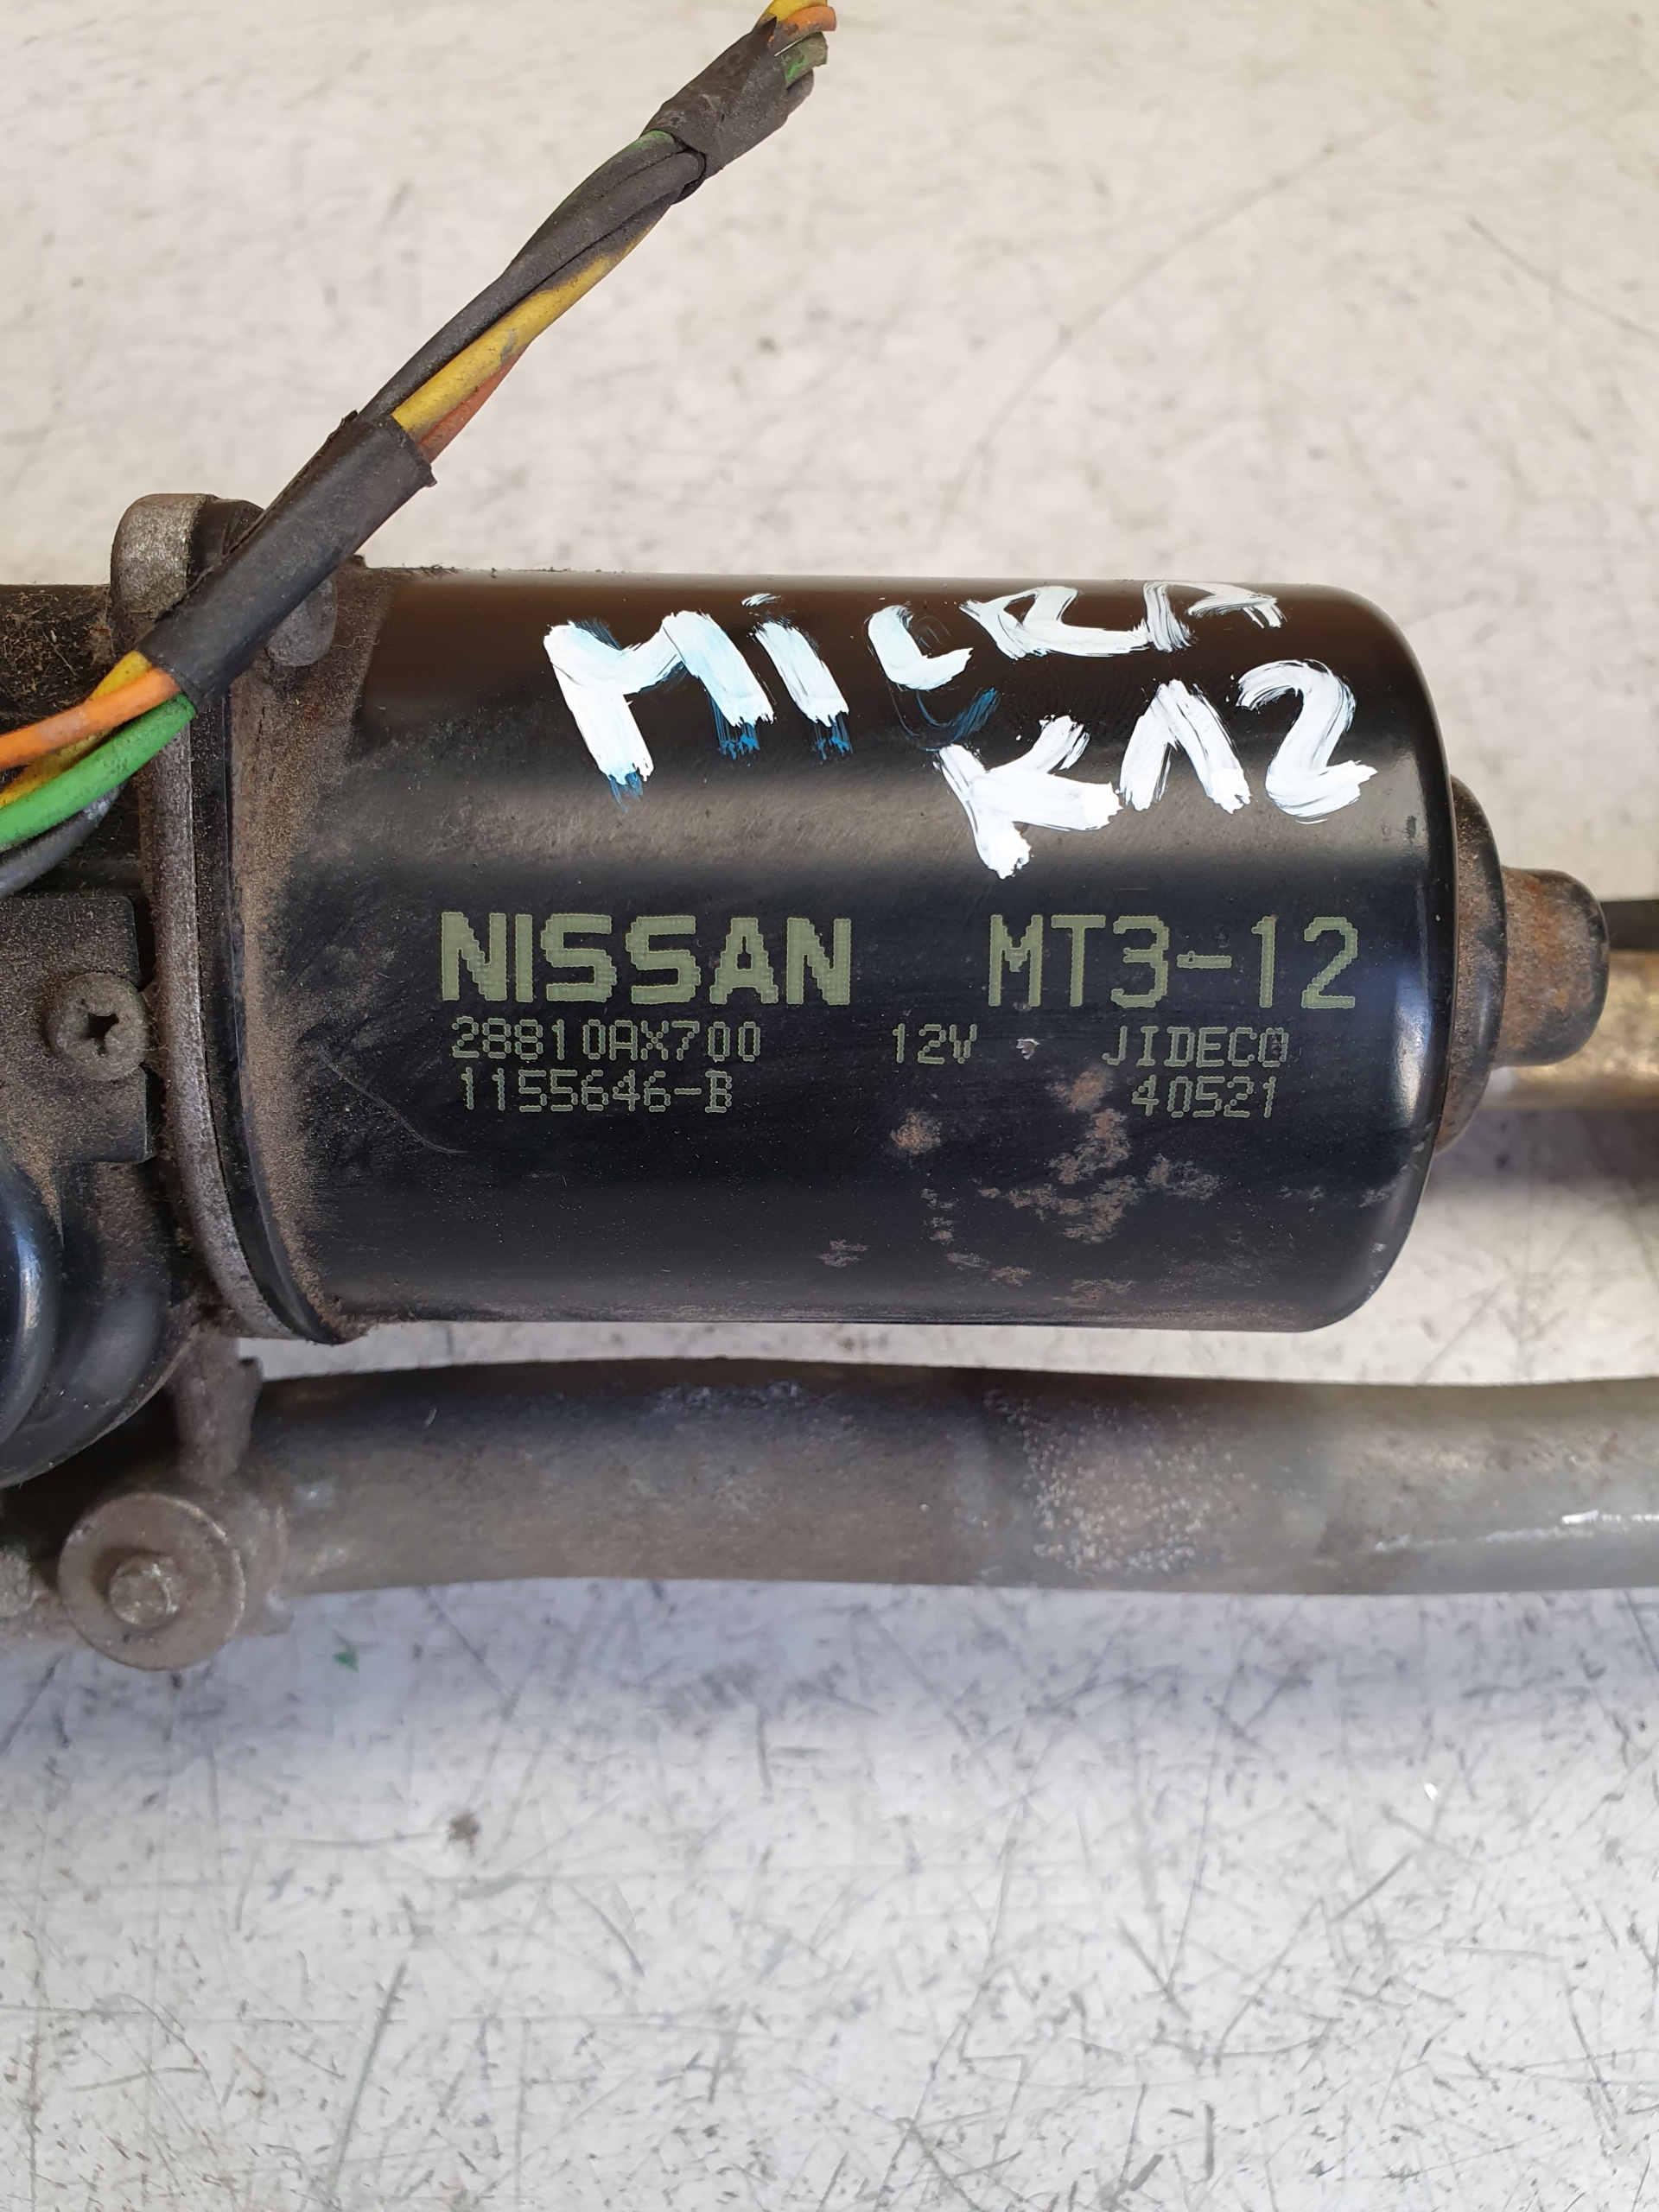 MiCRA
K12
NISSAN MT3-12
28810AX700 12V JIDECO
1155646-B 40521